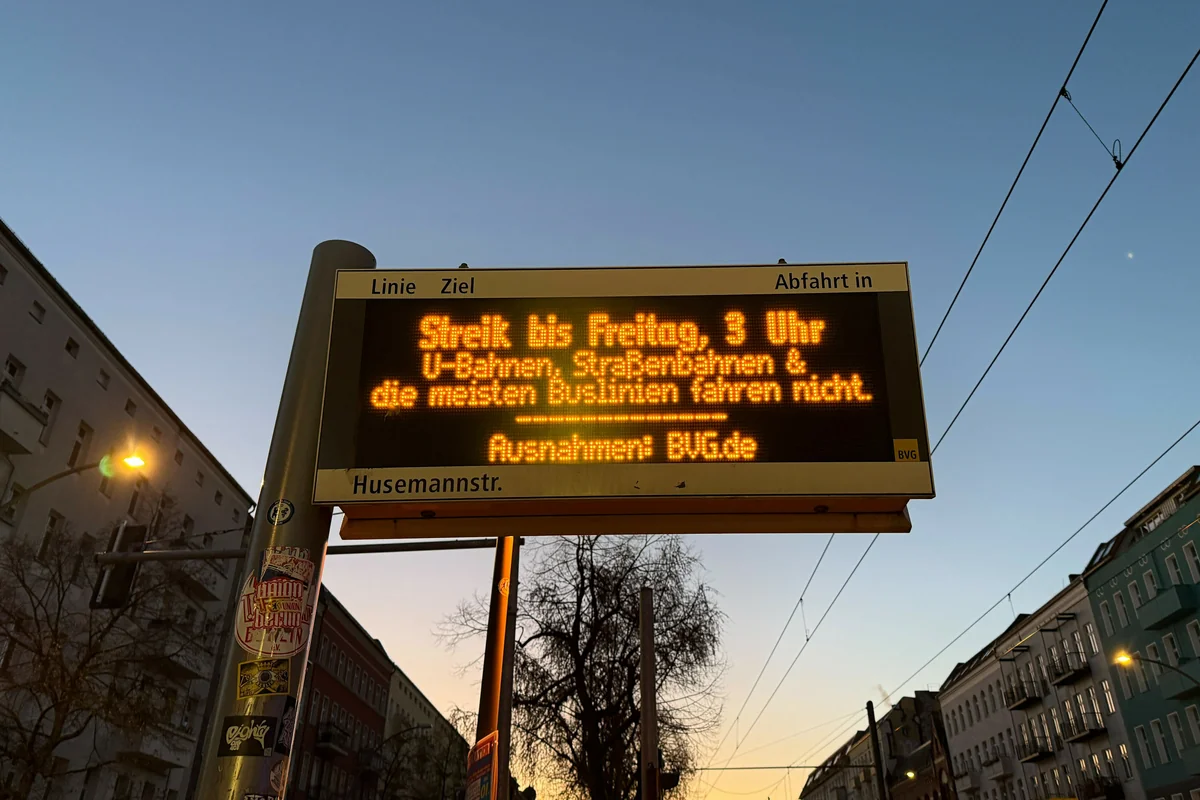 Linie Ziel Abfahrt in
Streik bis Freitag, 3 Uhr
U-Bahnen, Straßenbahnen &
die meisten Buslinien fahren nicht.
Ausnahmen: BVG.de
BVG
Husemannstr.